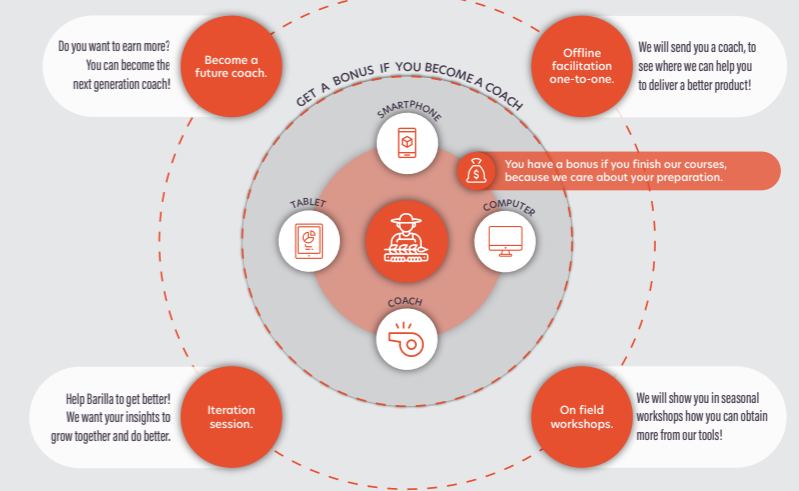 Do you want to earn more?
You can become the
next generation coach!
Become a
future coach.
Offline
facilitation
one-to-one.
We will send you a coach, to
see where we can help you
to deliver a better product!
GET A BONUS IF YOU BECOME A COACH
SMARTPHONE
$
You have a bonus if you finish our courses,
because we care about your preparation.
TABLET
COMPUTER
COACH
Help Barilla to get better!
We want your insights to
grow together and do better.
Iteration
session.
On field
workshops.
We will show you in seasonal
workshops how you can obtain
more from our tools!